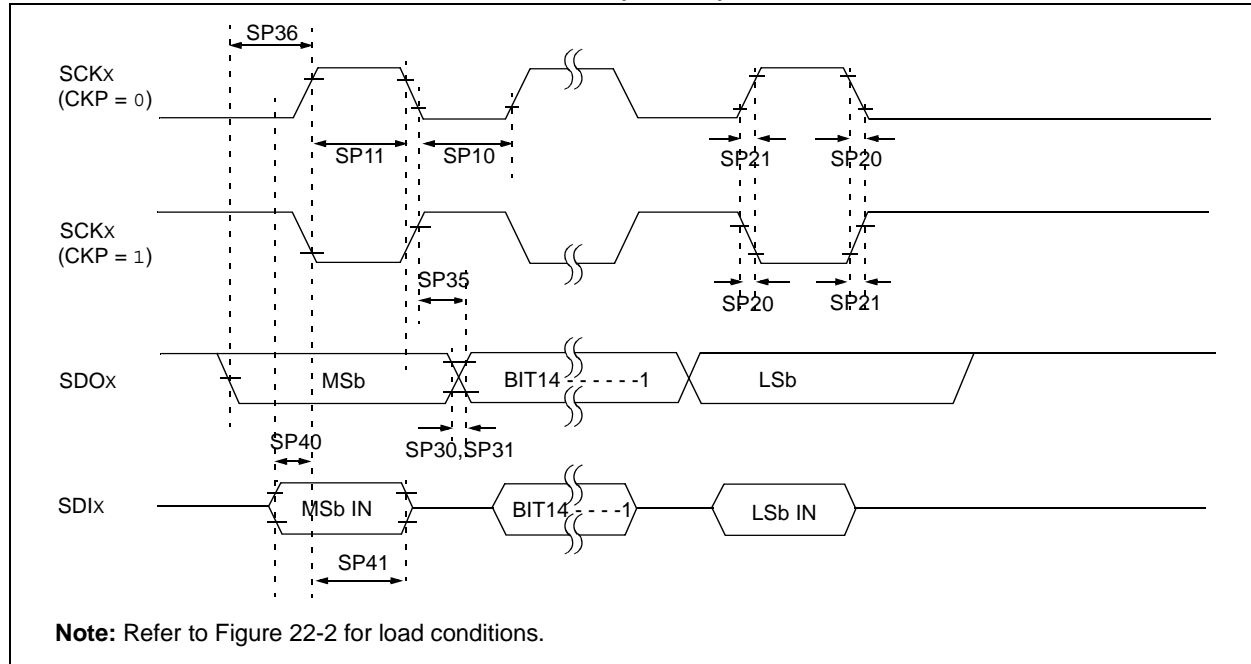 SP36
SCKX
(CKP = 0)
SP11
SP10
SP21
SP20
SCKX
(CKP = 1)
SP35
SP20
SP21
SDOX
MSb
BIT14 - - - - - -1
LSb
SP40
SP30,SP31
SDIX
MSb IN
BIT14 - - - -1
LSb IN
SP41
Note: Refer to Figure 22-2 for load conditions.